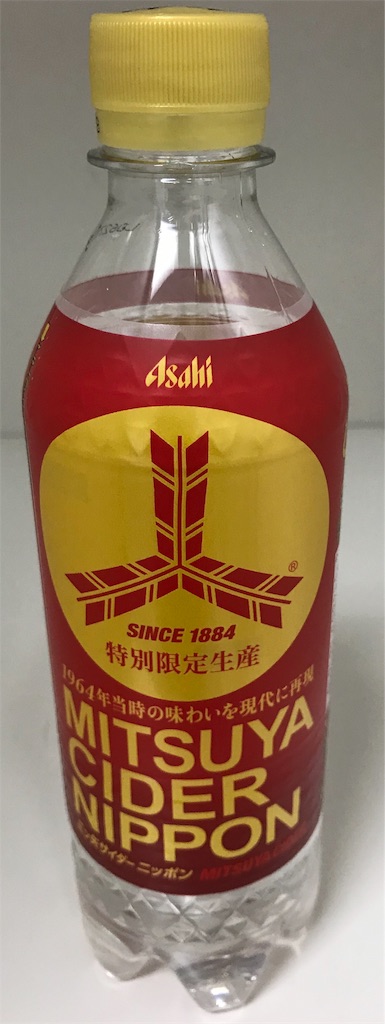 Asahi
®
SINCE 1884
特別限定生産
1964年当時の味わいを現代に再現
MITSUYA
CIDER
NIPPON
三ツ矢サイダー ニッポン MITSUYA CIDER